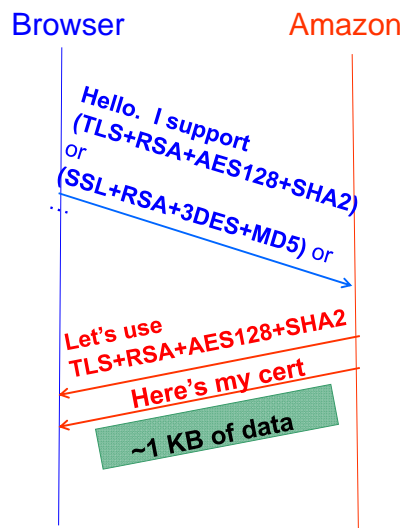 Browser
Amazon
Hello. I support
(TLS+RSA+AES128+SHA2)
or
(SSL+RSA+3DES+MD5) or
…
Let's use
TLS+RSA+AES128+SHA2
Here's my cert
~1 KB of data